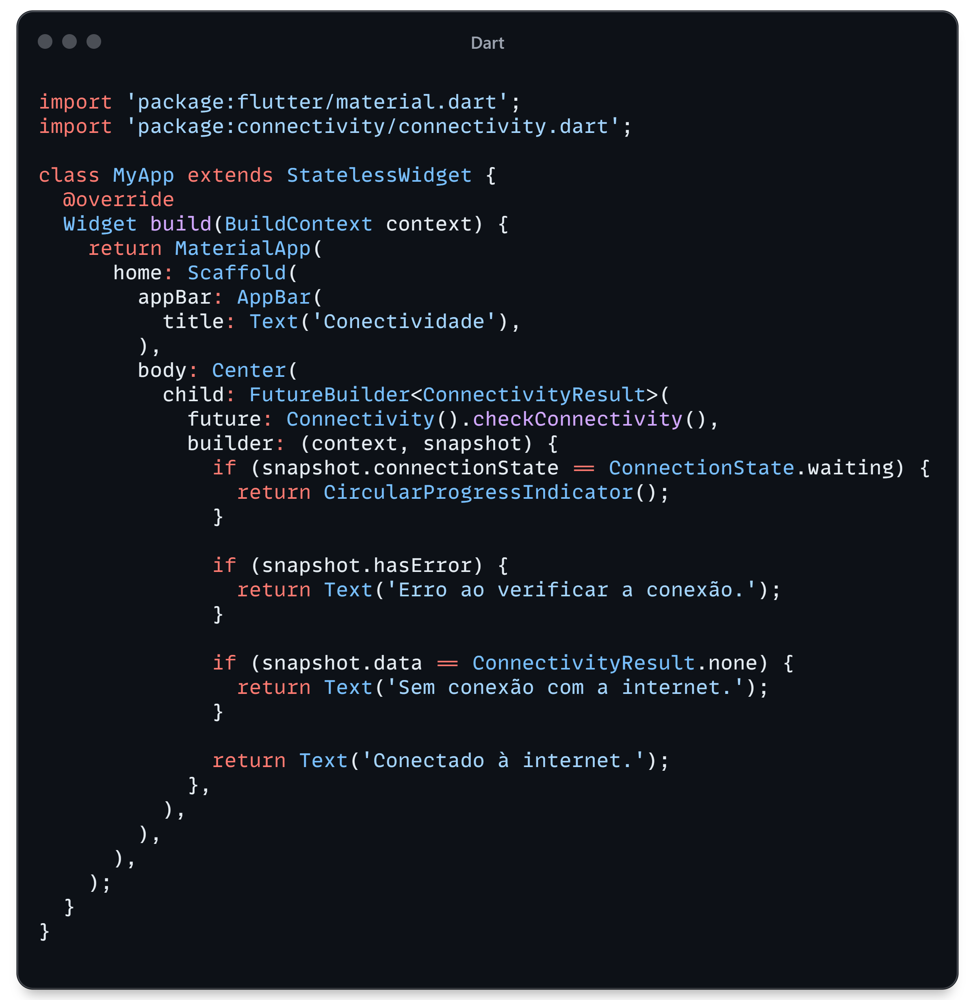 Dart
import 'package:flutter/material.dart';
import 'package:connectivity/connectivity.dart';
class MyApp extends StatelessWidget {
  @override
  Widget build(BuildContext context) {
    return MaterialApp(
      home: Scaffold(
        appBar: AppBar(
          title: Text('Conectividade'),
        ),
        body: Center(
          child: FutureBuilder<ConnectivityResult>(
            future: Connectivity().checkConnectivity(),
            builder: (context, snapshot) {
              if (snapshot.connectionState == ConnectionState.waiting) {
                return CircularProgressIndicator();
              }
              if (snapshot.hasError) {
                return Text('Erro ao verificar a conexão.');
              }
              if (snapshot.data == ConnectivityResult.none) {
                return Text('Sem conexão com a internet.');
              }
              return Text('Conectado à internet.');
            },
          ),
        ),
      ),
    );
  }
}